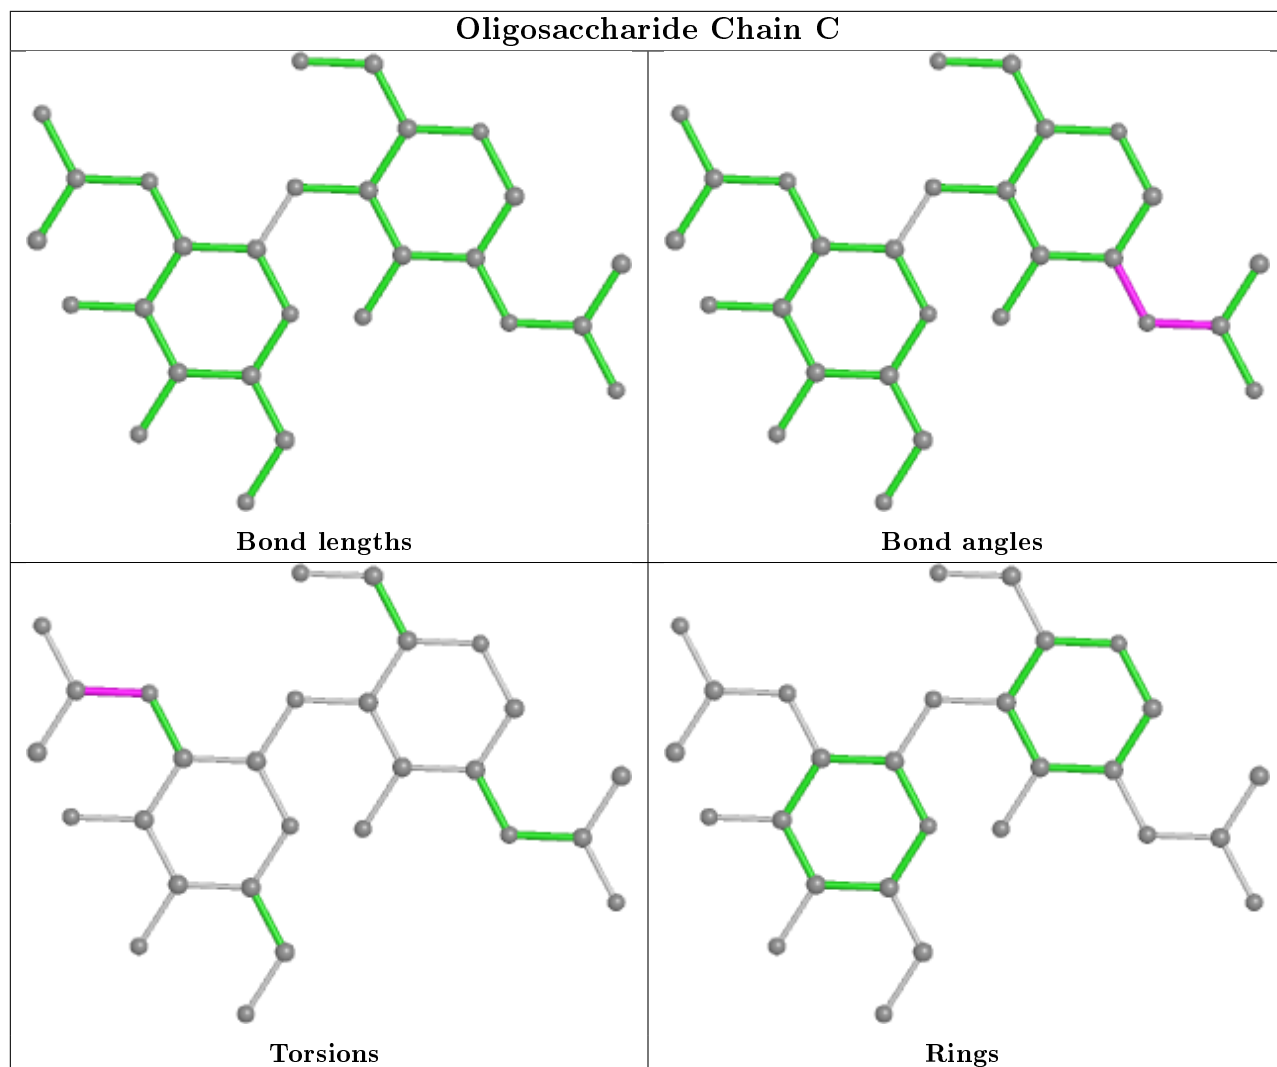 Oligosaccharide Chain C
Bond lengths
Bond angles
Torsions
Rings